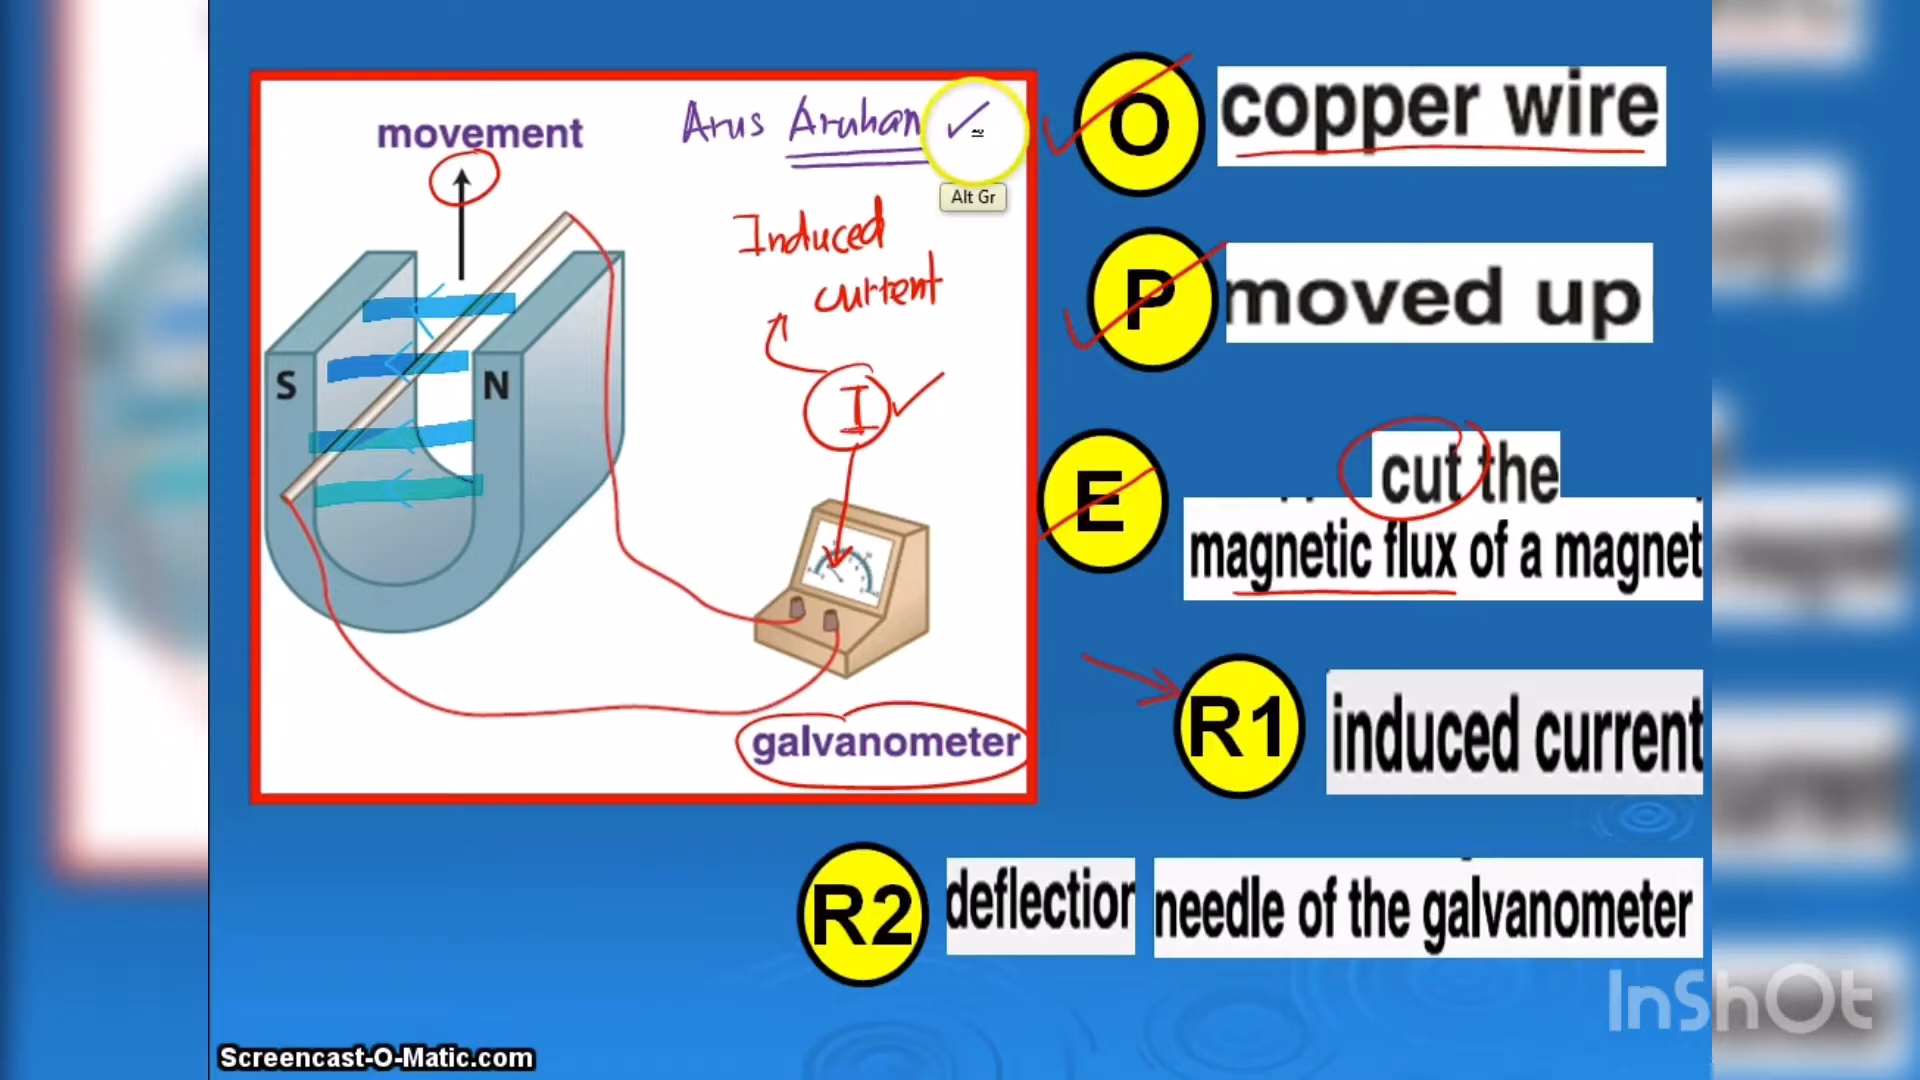 movement
Arus Aruhan
Alt Gr
Induced
current
S
N
I
galvanometer
O
copper wire
P
moved up
E
cut the
magnetic flux of a magnet
R1
induced current
R2
deflection needle of the galvanometer
InShOt
Screencast-O-Matic.com